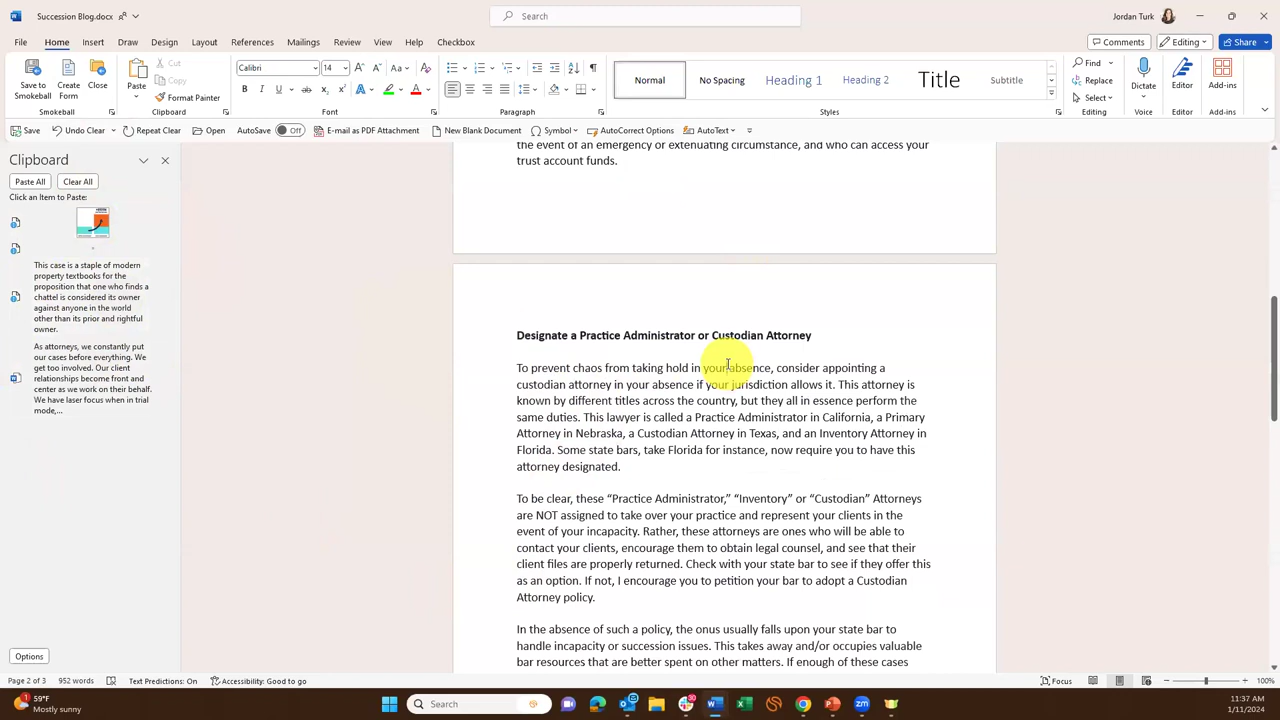 Succession Blog.docx
Search
Jordan Turk
File Home Insert Draw Design Layout References Mailings Review View Help Checkbox
Comments Editing Share
Save to Smokeball
Create Form
Close
Paste
Cut
Copy
Format Painter
Clipboard
Calibri 14
Font
Paragraph
Normal
No Spacing
Heading 1
Heading 2
Title
Subtitle
Styles
Find
Replace
Select
Editing
Dictate
Editor
Add-ins
Voice
Editor
Add-ins
Save Undo Clear Repeat Clear Open AutoSave Off E-mail as PDF Attachment New Blank Document Symbol AutoCorrect Options AutoText
Clipboard
Paste All Clear All
Click an Item to Paste:
This case is a staple of modern
property textbooks for the
proposition that one who finds a
chattel is considered its owner
against anyone in the world
other than its prior and rightful
owner.
As attorneys, we constantly put
our cases before everything. We
get too involved. Our client
relationships become front and
center as we work on their behalf.
We have laser focus when in trial
mode,...
Options
the event of an emergency or extenuating circumstance, and who can access your
trust account funds.
Designate a Practice Administrator or Custodian Attorney
To prevent chaos from taking hold in your absence, consider appointing a
custodian attorney in your absence if your jurisdiction allows it. This attorney is
known by different titles across the country, but they all in essence perform the
same duties. This lawyer is called a Practice Administrator in California, a Primary
Attorney in Nebraska, a Custodian Attorney in Texas, and an Inventory Attorney in
Florida. Some state bars, take Florida for instance, now require you to have this
attorney designated.
To be clear, these “Practice Administrator,” “Inventory” or “Custodian” Attorneys
are NOT assigned to take over your practice and represent your clients in the
event of your incapacity. Rather, these attorneys are ones who will be able to
contact your clients, encourage them to obtain legal counsel, and see that their
client files are properly returned. Check with your state bar to see if they offer this
as an option. If not, I encourage you to petition your bar to adopt a Custodian
Attorney policy.
In the absence of such a policy, the onus usually falls upon your state bar to
handle incapacity or succession issues. This takes away and/or occupies valuable
bar resources that are better spent on other matters. If enough of these cases
Page 2 of 3 952 words Text Predictions: On Accessibility: Good to go
Focus 100%
59°F
Mostly sunny
Search
11:37 AM
1/11/2024